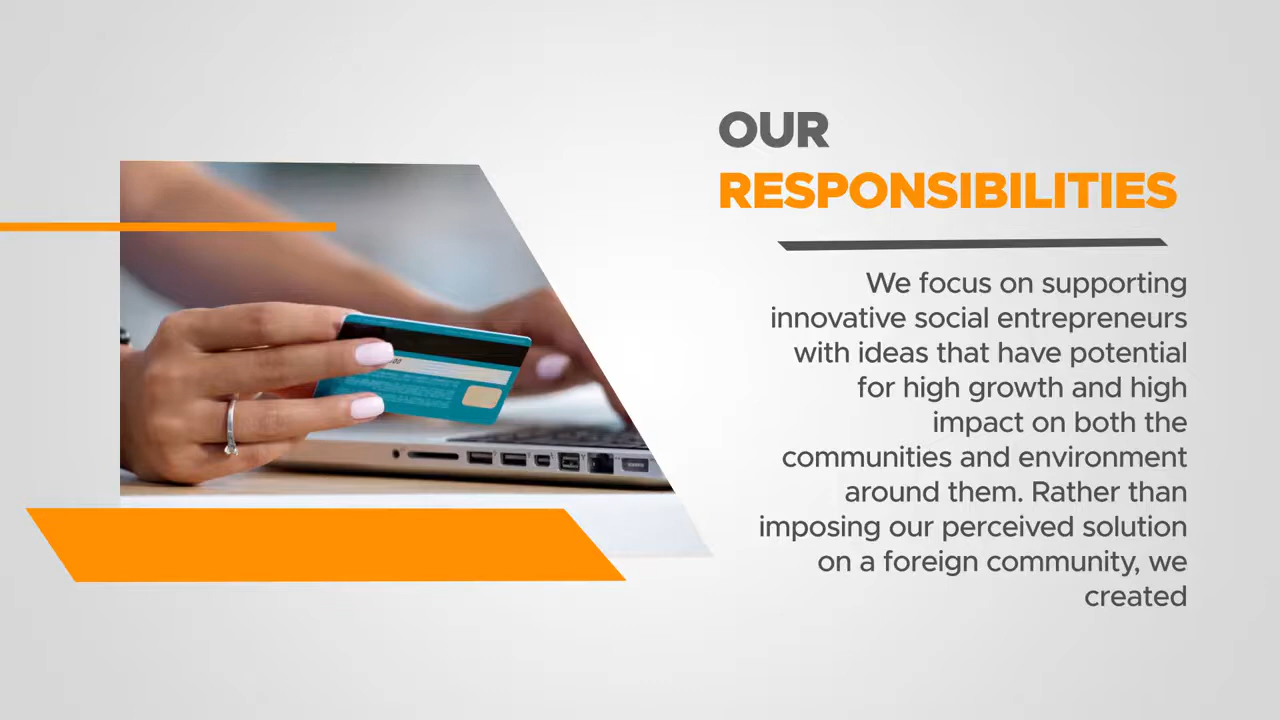 OUR
RESPONSIBILITIES
We focus on supporting
innovative social entrepreneurs
with ideas that have potential
for high growth and high
impact on both the
communities and environment
around them. Rather than
imposing our perceived solution
on a foreign community, we
created